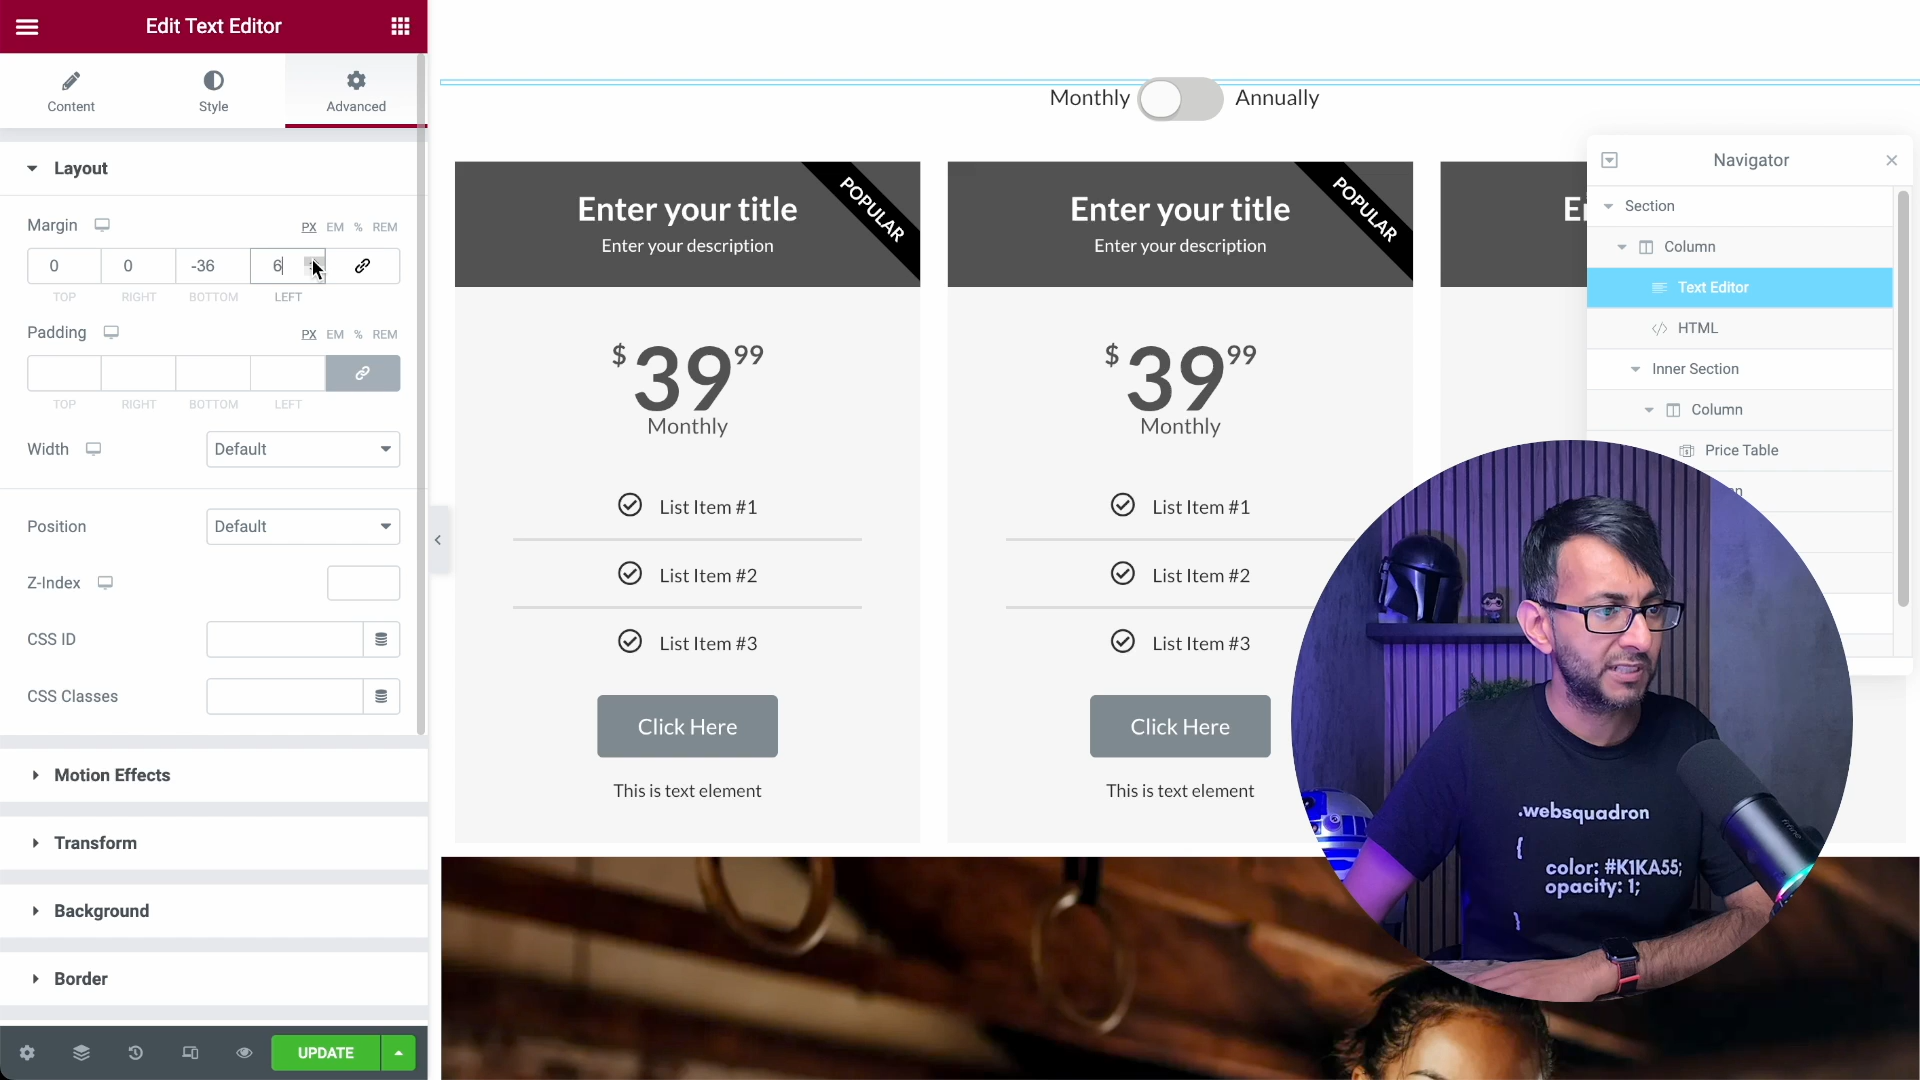 Edit Text Editor
Content
Style
Advanced
Layout
Margin
PX EM % REM
0 0 -36 6
TOP RIGHT BOTTOM LEFT
Padding
PX EM % REM
TOP RIGHT BOTTOM LEFT
Width
Default
Position
Default
Z-Index
CSS ID
CSS Classes
Motion Effects
Transform
Background
Border
UPDATE
Monthly
Annually
POPULAR
Enter your title
Enter your description
$ 39 99
Monthly
List Item #1
List Item #2
List Item #3
Click Here
This is text element
POPULAR
Enter your title
Enter your description
$ 39 99
Monthly
List Item #1
List Item #2
List Item #3
Click Here
This is text element
Navigator
Section
Column
Text Editor
</> HTML
Inner Section
Column
Price Table
.websquadron
{
color: #K1KA55;
opacity: 1;
}